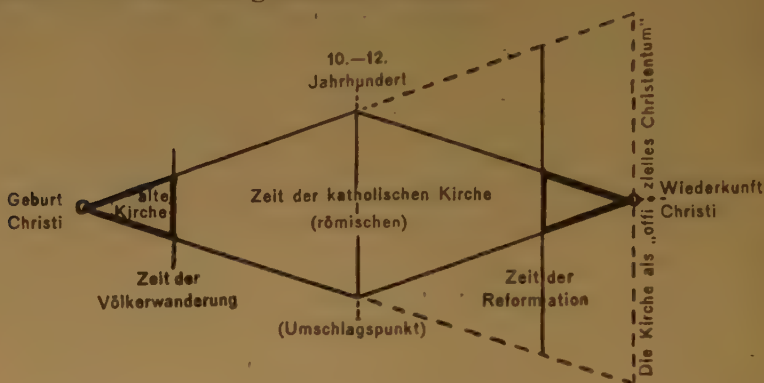 10.—12.
Jahrhundert
Geburt
Christi
alte
Kirche
Zeit der katholischen Kirche
(römischen)
Wiederkunft
Christi
Zeit der
Völkerwanderung
Zeit der
Reformation
(Umschlagspunkt)
Die Kirche als „offizielles Christentum"